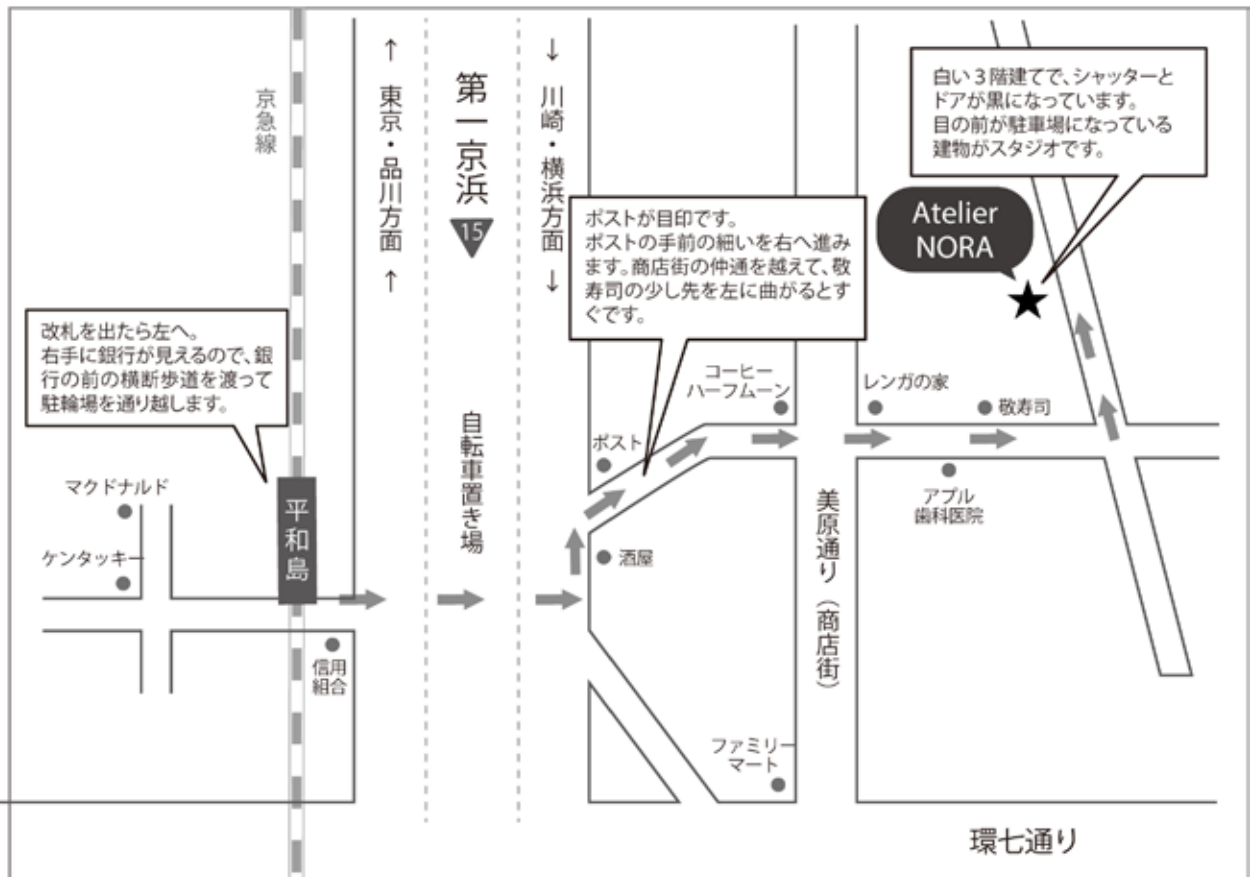 京急線
↑ 東京・品川方面 ↑
第一京浜
15
↓ 川崎・横浜方面 ↓
白い3階建てで、シャッターと
ドアが黒になっています。
目の前が駐車場になっている
建物がスタジオです。
Atelier
NORA
ポストが目印です。
ポストの手前の細いを右へ進み
ます。商店街の仲通を越えて、敬
寿司の少し先を左に曲がるとす
ぐです。
改札を出たら左へ。
右手に銀行が見えるので、銀
行の前の横断歩道を渡って
駐輪場を通り越します。
コーヒー
ハーフムーン
レンガの家
敬寿司
自転車置き場
ポスト
マクドナルド
平和島
アプル
歯科医院
美原通り(商店街)
ケンタッキー
酒屋
信用
組合
ファミリー
マート
環七通り